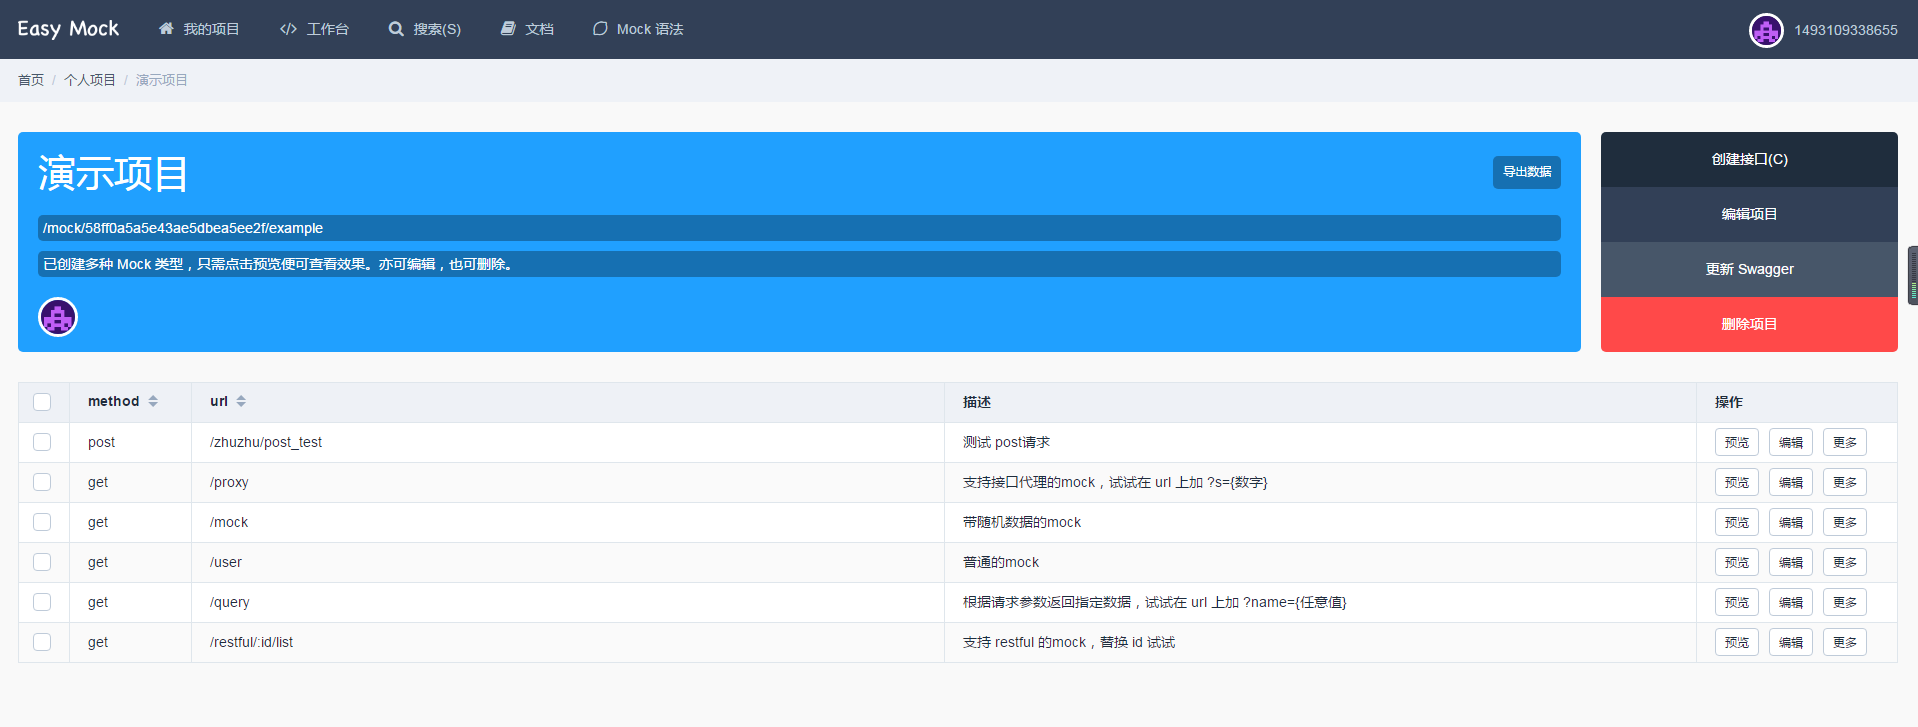 Easy Mock 我的项目 工作台 搜索(S) 文档 Mock 语法 1493109338655
首页 / 个人项目 / 演示项目
演示项目
导出数据
/mock/58ff0a5a5e43ae5dbea5ee2f/example
已创建多种 Mock 类型，只需点击预览便可查看效果。亦可编辑，也可删除。
创建接口(C)
编辑项目
更新 Swagger
删除项目
method url 描述 操作
post /zhuzhu/post_test 测试 post请求 预览 编辑 更多
get /proxy 支持接口代理的mock，试试在 url 上加 ?s={数字} 预览 编辑 更多
get /mock 带随机数据的mock 预览 编辑 更多
get /user 普通的mock 预览 编辑 更多
get /query 根据请求参数返回指定数据，试试在 url 上加 ?name={任意值} 预览 编辑 更多
get /restful/:id/list 支持 restful 的mock，替换 id 试试 预览 编辑 更多